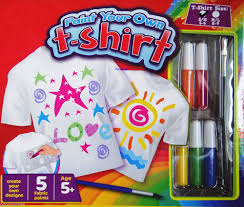 Paint Your Own
t-shirt
T-Shirt Size:
Love
create
your own
designs
5
Fabric
paints
Age
5+